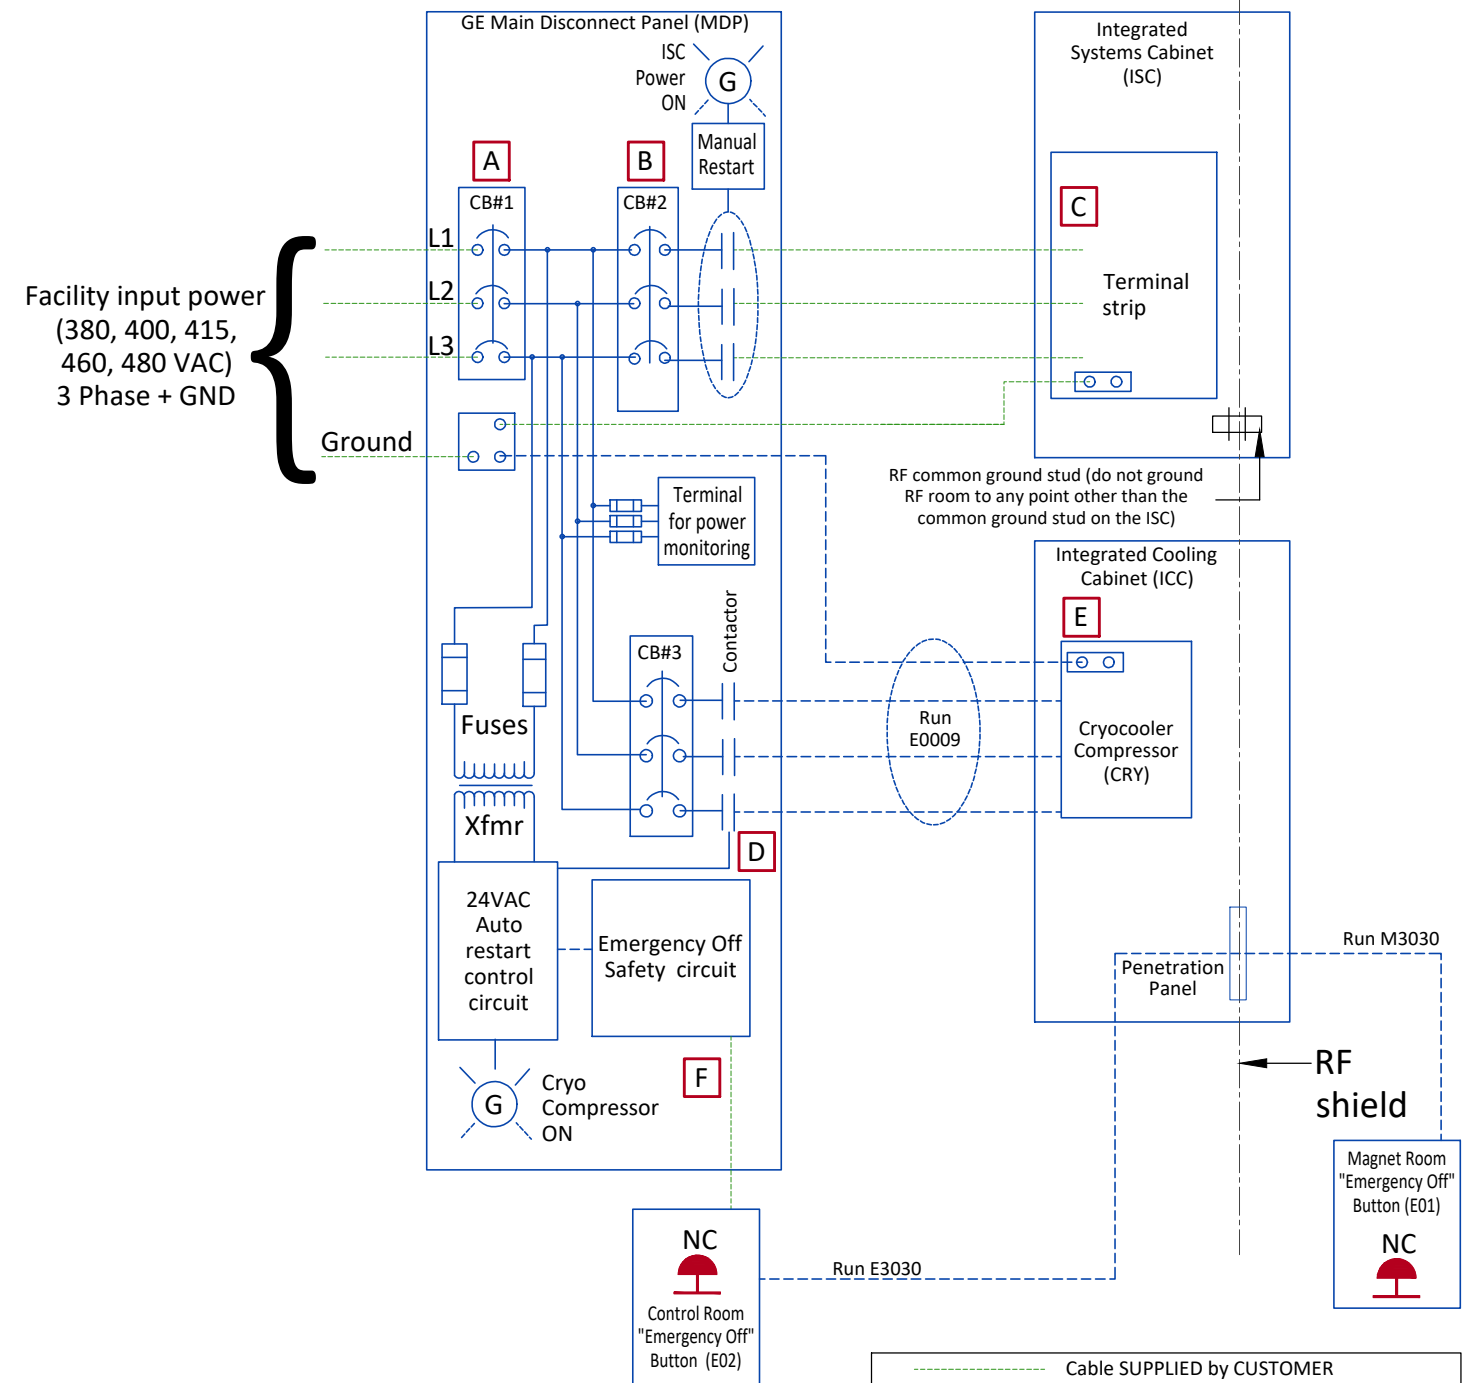 GE Main Disconnect Panel (MDP)
ISC
Power
ON
G
Manual
Restart
A
B
CB#1
CB#2
L1
L2
L3
Facility input power
(380, 400, 415,
460, 480 VAC)
3 Phase + GND
Ground
Integrated
Systems Cabinet
(ISC)
C
Terminal
strip
RF common ground stud (do not ground
RF room to any point other than the
common ground stud on the ISC)
Terminal
for power
monitoring
Integrated Cooling
Cabinet (ICC)
E
Contactor
CB#3
Run
E0009
Cryocooler
Compressor
(CRY)
Fuses
Xfmr
D
24VAC
Auto
restart
control
circuit
Emergency Off
Safety circuit
Run M3030
Penetration
Panel
F
G
Cryo
Compressor
ON
RF
shield
Magnet Room
"Emergency Off"
Button (E01)
NC
NC
Run E3030
Control Room
"Emergency Off"
Button (E02)
Cable SUPPLIED by CUSTOMER